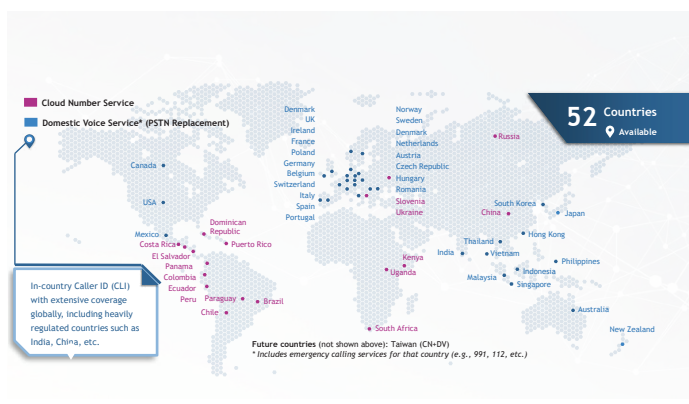 Cloud Number Service
Domestic Voice Service* (PSTN Replacement)
52 Countries
Available
Denmark
UK
Ireland
France
Poland
Germany
Belgium
Switzerland
Italy
Spain
Portugal
Norway
Sweden
Denmark
Netherlands
Austria
Czech Republic
Hungary
Romania
Slovenia
Ukraine
Russia
Canada
USA
Mexico
Costa Rica
El Salvador
Panama
Colombia
Ecuador
Peru
Dominican
Republic
Puerto Rico
Paraguay
Brazil
Chile
Kenya
Uganda
South Africa
South Korea
China
Japan
Hong Kong
Thailand
India
Vietnam
Philippines
Indonesia
Malaysia
Singapore
Australia
New Zealand
In-country Caller ID (CLI)
with extensive coverage
globally, including heavily
regulated countries such as
India, China, etc.
Future countries (not shown above): Taiwan (CN+DV)
* Includes emergency calling services for that country (e.g., 991, 112, etc.)